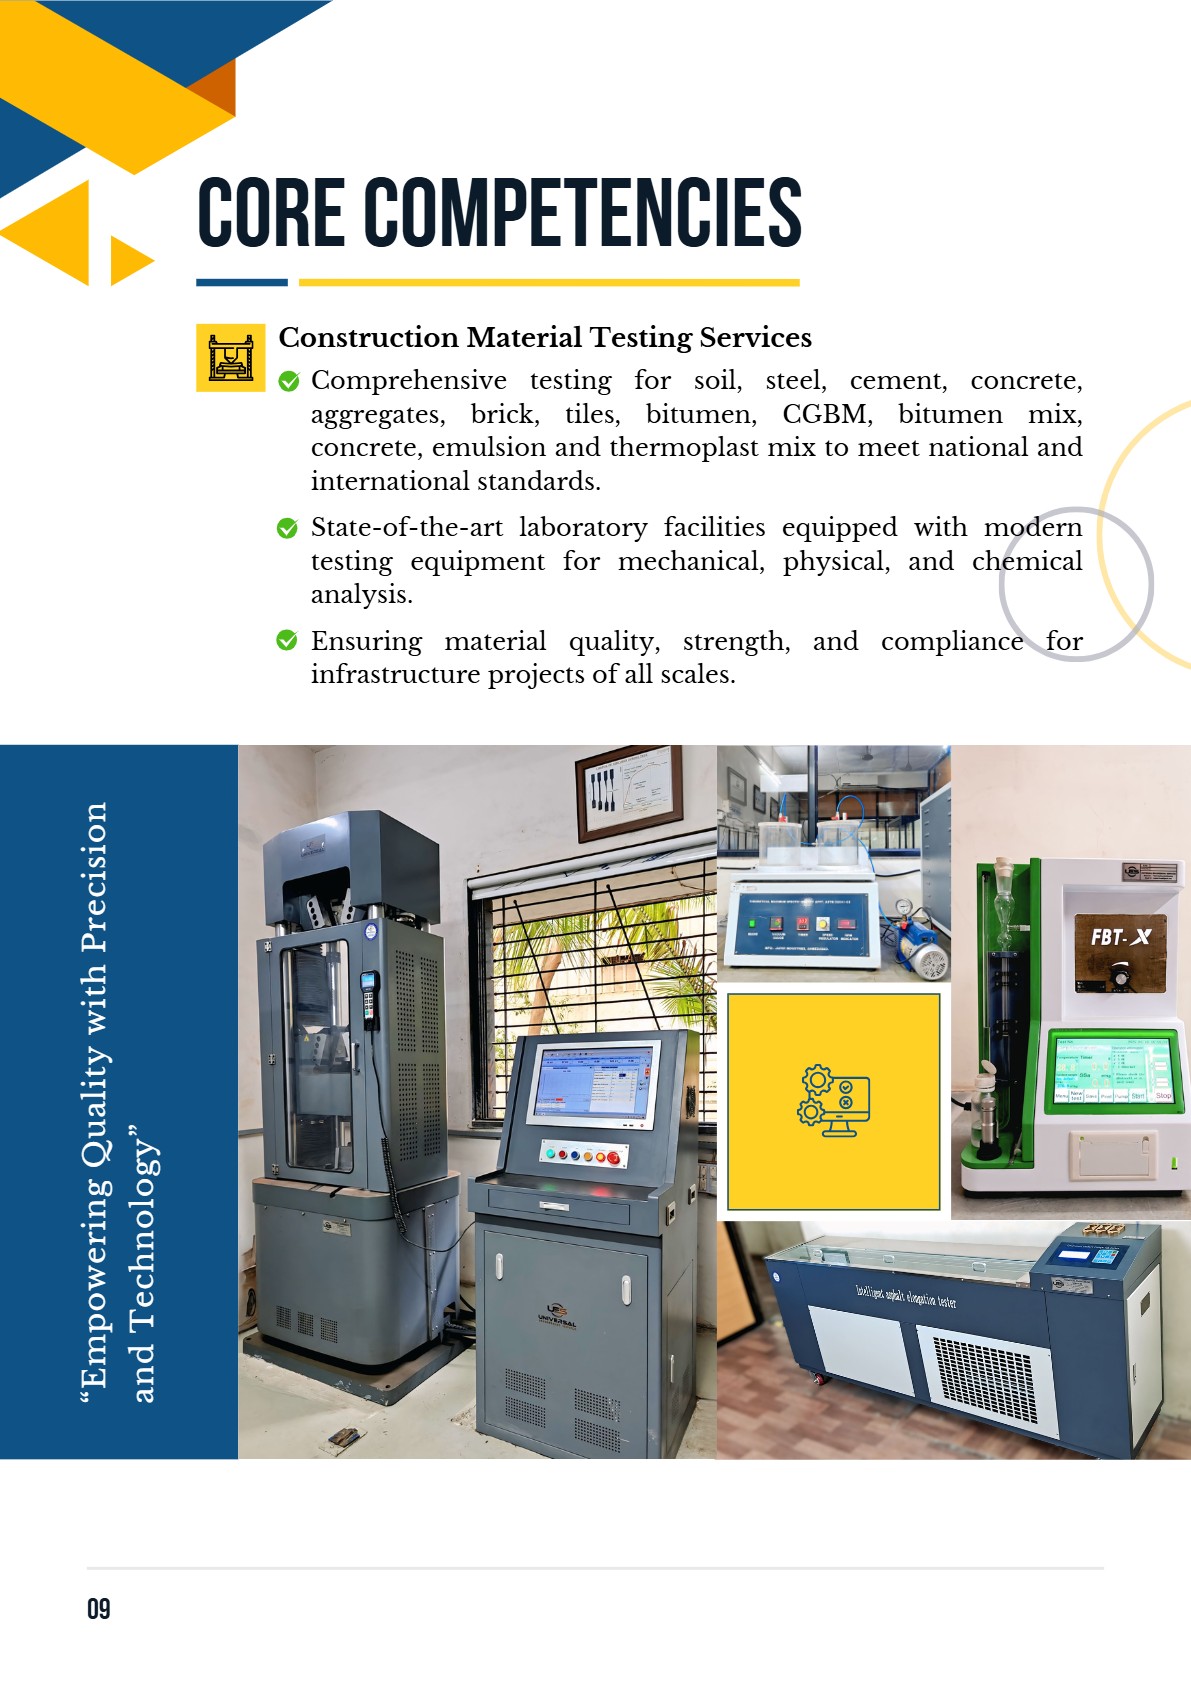 CORE COMPETENCIES
Construction Material Testing Services
Comprehensive testing for soil, steel, cement, concrete,
aggregates, brick, tiles, bitumen, CGBM, bitumen mix,
concrete, emulsion and thermoplast mix to meet national and
international standards.
State-of-the-art laboratory facilities equipped with modern
testing equipment for mechanical, physical, and chemical
analysis.
Ensuring material quality, strength, and compliance for
infrastructure projects of all scales.
“Empowering Quality with Precision
and Technology”
UES
UNIVERSAL
FBT-X
Start
Stop
Intelligent asphalt elongation tester
09